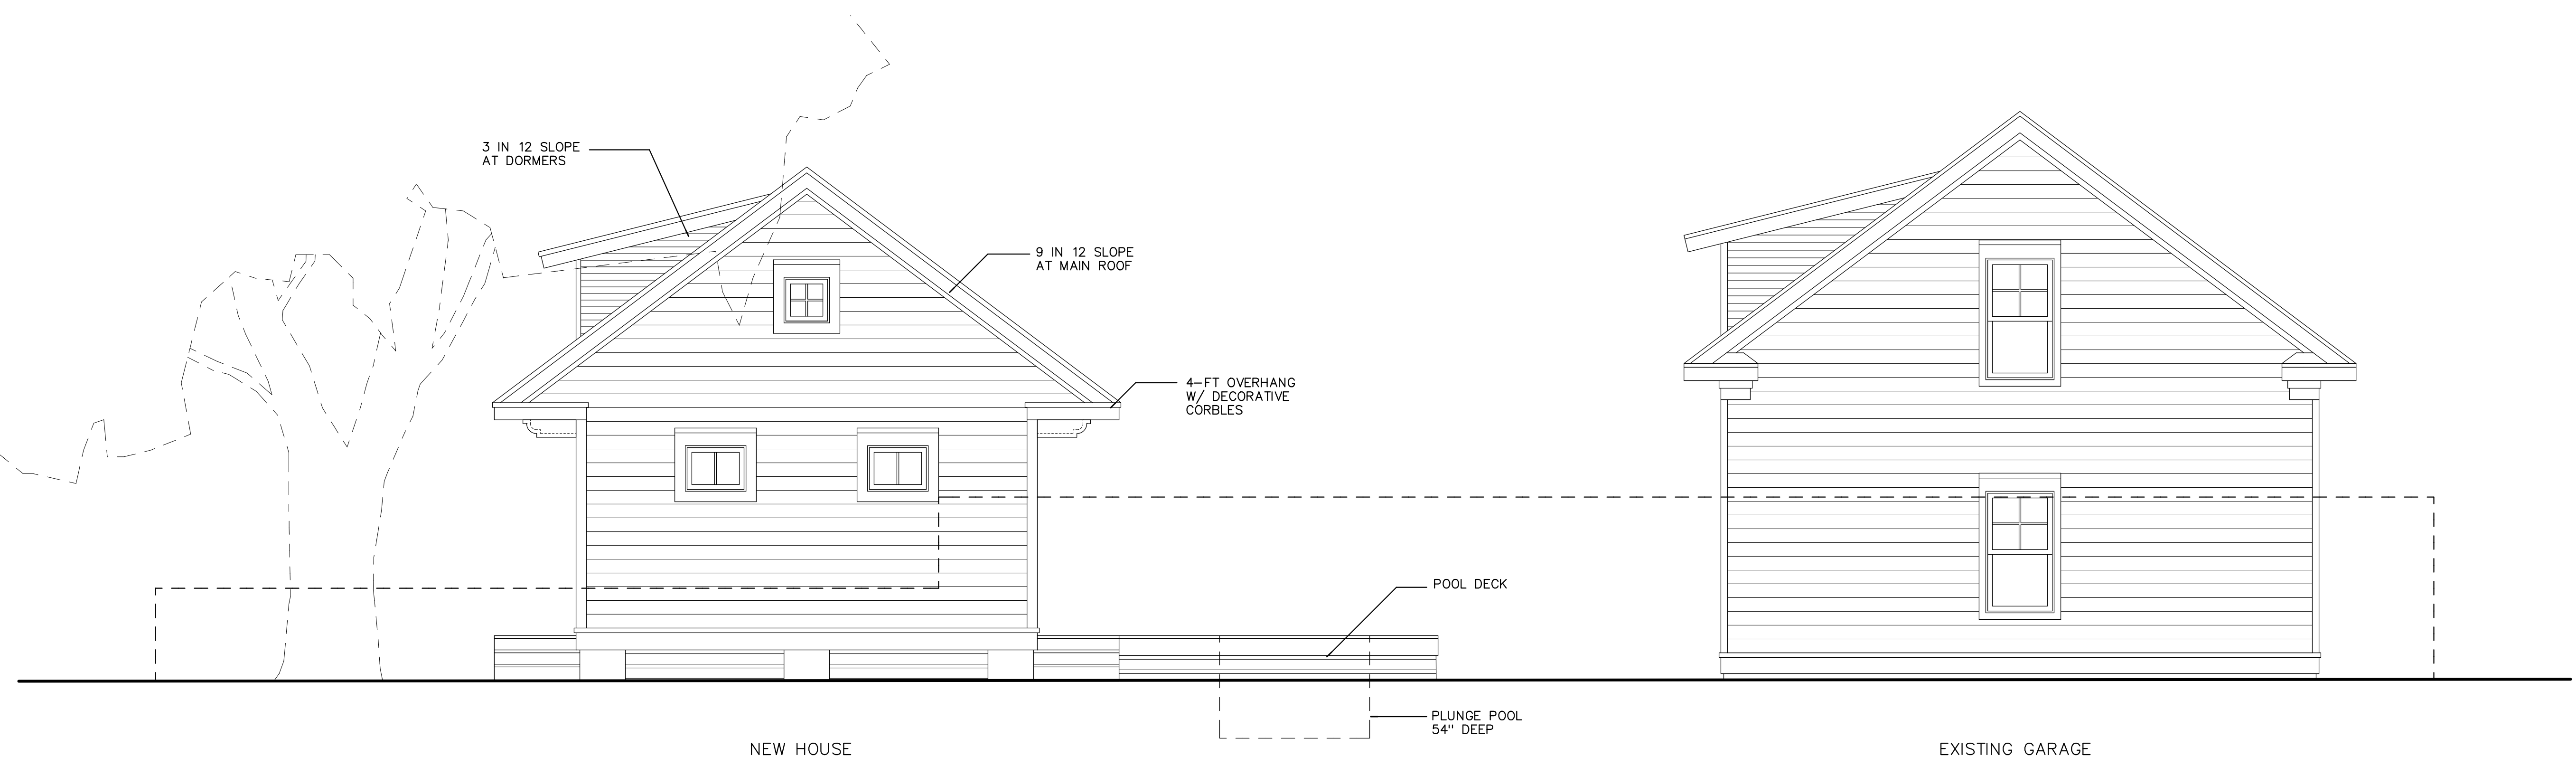 3 IN 12 SLOPE
AT DORMERS
9 IN 12 SLOPE
AT MAIN ROOF
4-FT OVERHANG
W/ DECORATIVE
CORBLES
POOL DECK
PLUNGE POOL
54" DEEP
NEW HOUSE
EXISTING GARAGE